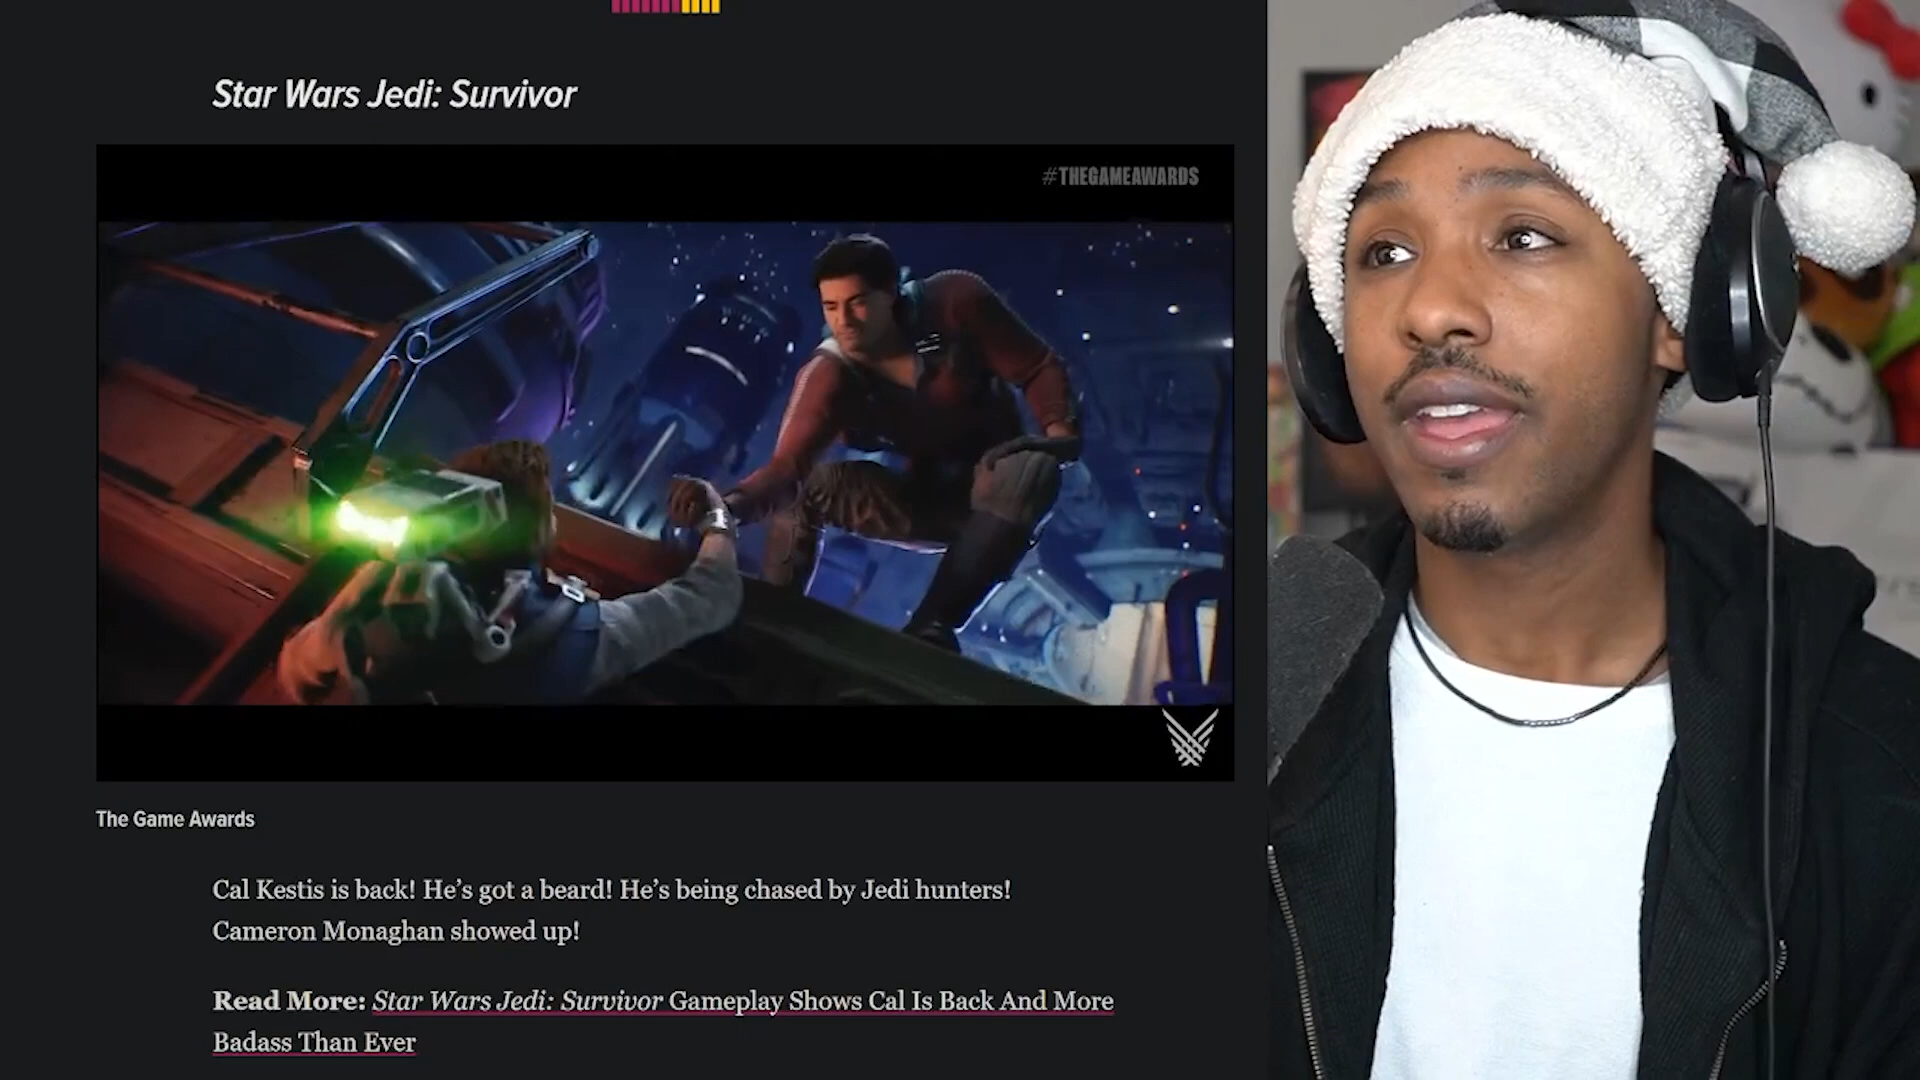 Star Wars Jedi: Survivor
#THEGAMEAWARDS
The Game Awards
Cal Kestis is back! He’s got a beard! He’s being chased by Jedi hunters!
Cameron Monaghan showed up!
Read More: Star Wars Jedi: Survivor Gameplay Shows Cal Is Back And More
Badass Than Ever